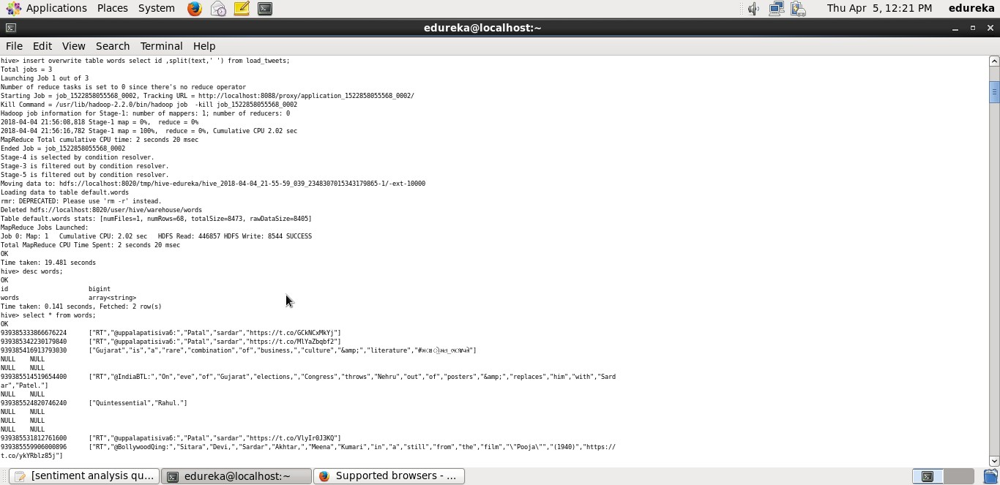 Applications Places System
Thu Apr 5, 12:21 PM edureka
edureka@localhost:~
File Edit View Search Terminal Help
hive> insert overwrite table words select id ,split(text,' ') from load_tweets;
Total jobs = 3
Launching Job 1 out of 3
Number of reduce tasks is set to 0 since there's no reduce operator
Starting Job = job_1522858055568_0002, Tracking URL = http://localhost:8088/proxy/application_1522858055568_0002/
Kill Command = /usr/lib/hadoop-2.2.0/bin/hadoop job  -kill job_1522858055568_0002
Hadoop job information for Stage-1: number of mappers: 1; number of reducers: 0
2018-04-04 21:56:08,818 Stage-1 map = 0%,  reduce = 0%
2018-04-04 21:56:16,782 Stage-1 map = 100%,  reduce = 0%, Cumulative CPU 2.02 sec
MapReduce Total cumulative CPU time: 2 seconds 20 msec
Ended Job = job_1522858055568_0002
Stage-4 is selected by condition resolver.
Stage-3 is filtered out by condition resolver.
Stage-5 is filtered out by condition resolver.
Moving data to: hdfs://localhost:8020/tmp/hive-edureka/hive_2018-04-04_21-55-59_039_2348307015343179865-1/-ext-10000
Loading data to table default.words
rmr: DEPRECATED: Please use 'rm -r' instead.
Deleted hdfs://localhost:8020/user/hive/warehouse/words
Table default.words stats: [numFiles=1, numRows=68, totalSize=8473, rawDataSize=8405]
MapReduce Jobs Launched:
Job 0: Map: 1   Cumulative CPU: 2.02 sec   HDFS Read: 446857 HDFS Write: 8544 SUCCESS
Total MapReduce CPU Time Spent: 2 seconds 20 msec
OK
Time taken: 19.481 seconds
hive> desc words;
OK
id                      bigint
words                   array<string>
Time taken: 0.141 seconds, Fetched: 2 row(s)
hive> select * from words;
OK
939385333866676224      ["RT","@uppalapatisiva6:","Patal","sardar","https://t.co/GCkNCxMkYj"]
939385342230179840      ["RT","@uppalapatisiva6:","Patal","sardar","https://t.co/MlYaZbqbf2"]
939385416913793030      ["Gujarat","is","a","rare","combination","of","business,","culture","&amp;","literature",
NULL    NULL
NULL    NULL
939385514519654400      ["RT","@IndiaBTL:","On","eve","of","Gujarat","elections,","Congress","throws","Nehru","out","of","posters","&amp;","replaces","him","with","Sard
ar","Patel."]
NULL    NULL
939385524820746240      ["Quintessential","Rahul."]
NULL    NULL
NULL    NULL
NULL    NULL
939385531812761600      ["RT","@uppalapatisiva6:","Patal","sardar","https://t.co/VlyIr0J3KQ"]
939385559906000896      ["RT","@BollywoodQing:","Sitara","Devi,","Sardar","Akhtar,","Meena","Kumari","in","a","still","from","the","film","\"Pooja\"","(1940)","https://
t.co/ykYRblz85j"]
[sentiment analysis qu...
edureka@localhost:~
Supported browsers - ...